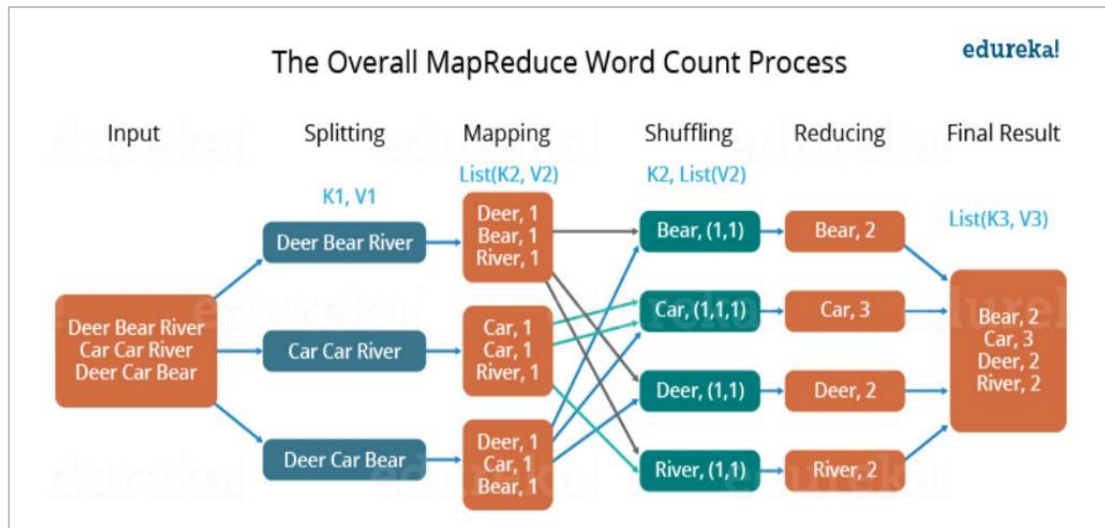 The Overall MapReduce Word Count Process
edureka!
Input
Splitting
Mapping
Shuffling
Reducing
Final Result
K1, V1
List(K2, V2)
K2, List(V2)
List(K3, V3)
Deer Bear River
Car Car River
Deer Car Bear
Deer Bear River
Car Car River
Deer Car Bear
Deer, 1
Bear, 1
River, 1
Car, 1
Car, 1
River, 1
Deer, 1
Car, 1
Bear, 1
Bear, (1,1)
Car, (1,1,1)
Deer, (1,1)
River, (1,1)
Bear, 2
Car, 3
Deer, 2
River, 2
Bear, 2
Car, 3
Deer, 2
River, 2